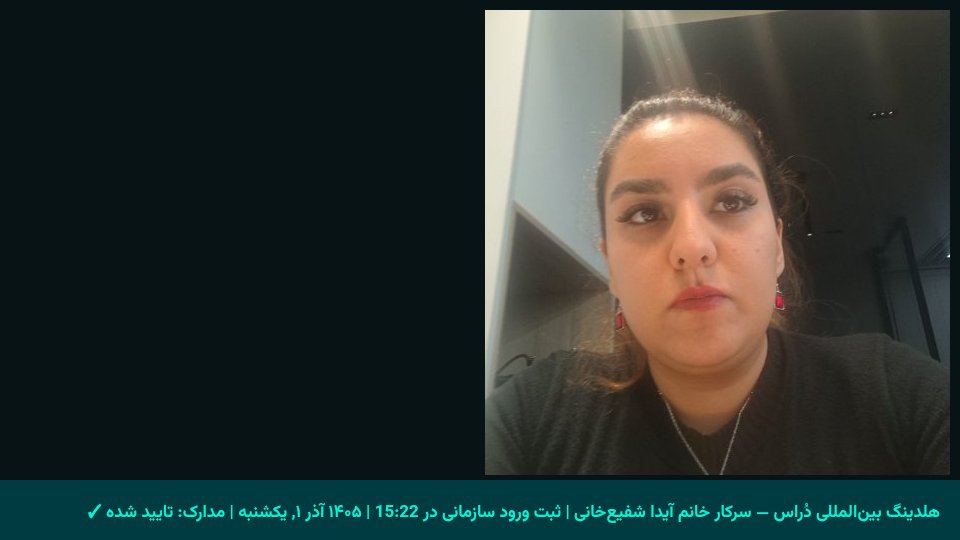 هلدینگ بین‌المللی دُراس — سرکار خانم آیدا شفیع‌خانی | ثبت ورود سازمانی در 15:22 | ۱۴۰۵ آذر ۱, یکشنبه | مدارک: تایید شده ✓